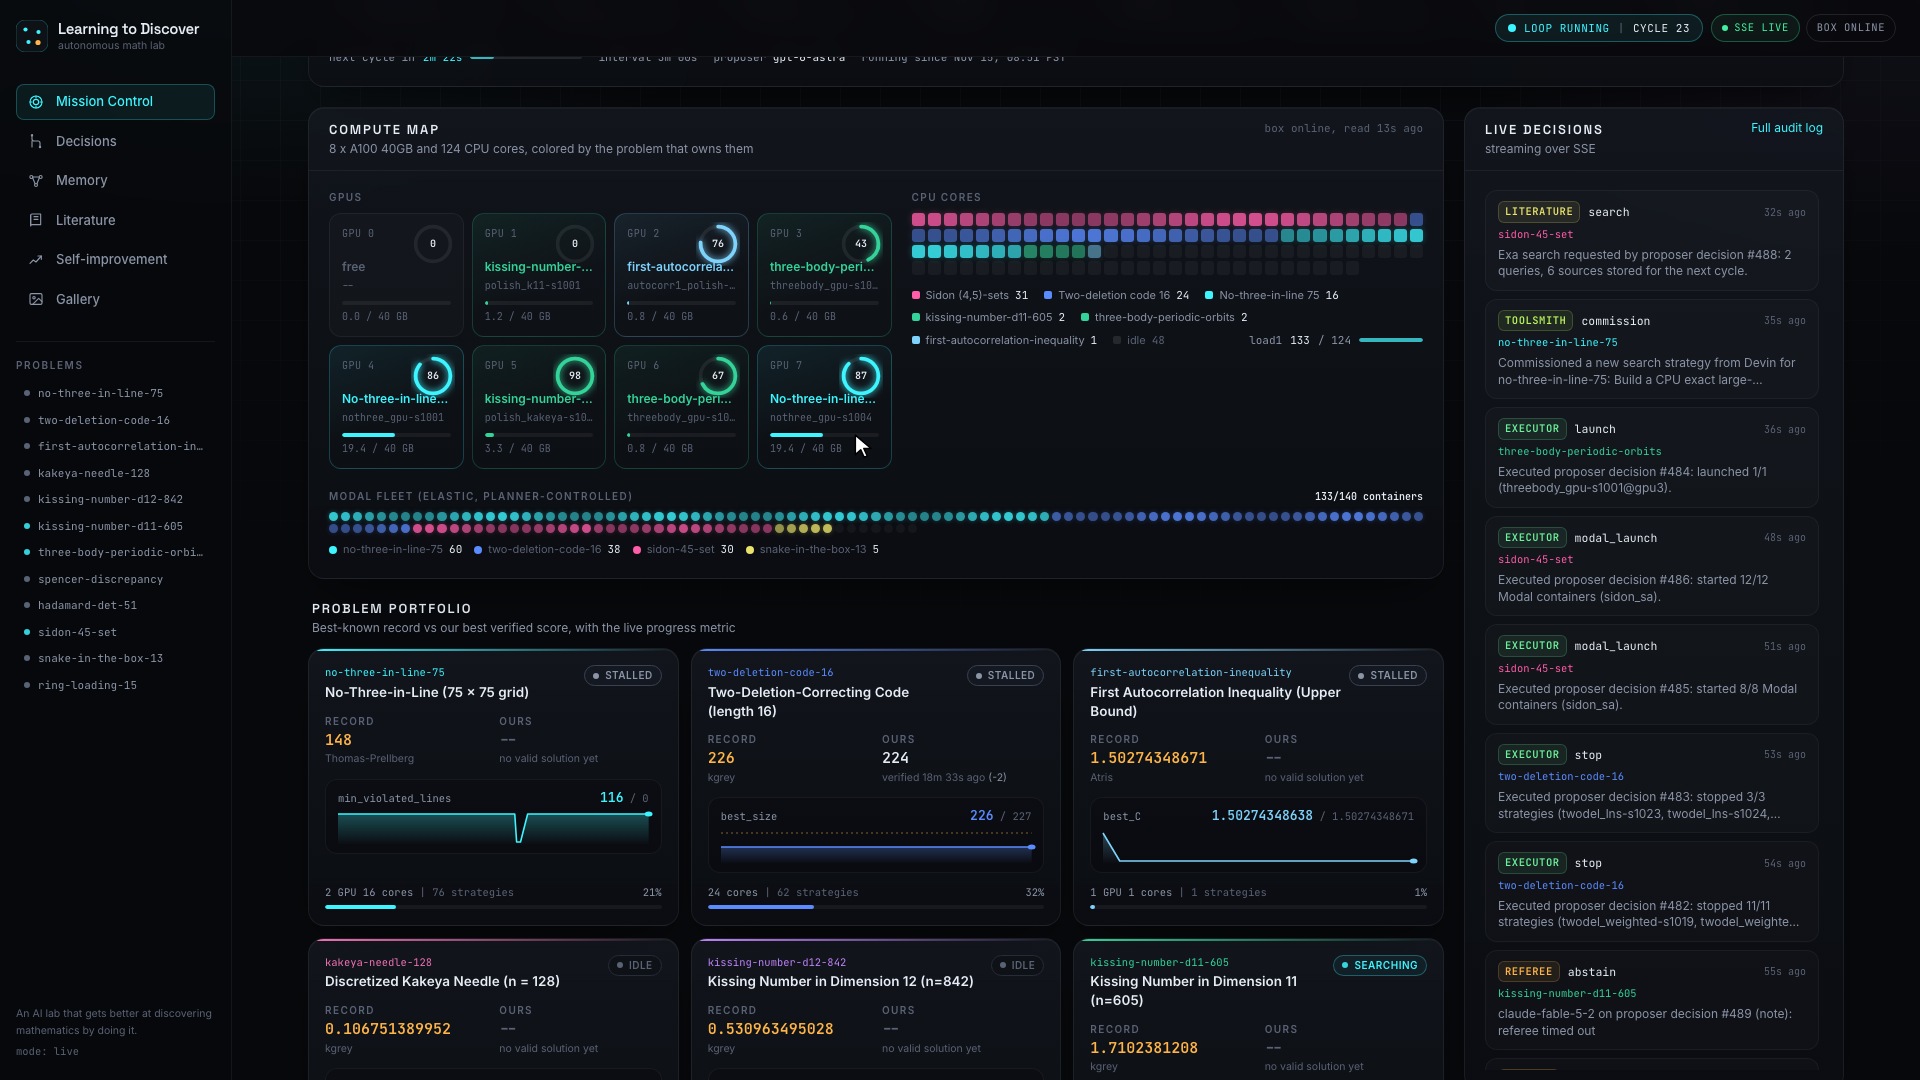 Learning to Discover
autonomous math lab
LOOP RUNNING | CYCLE 23
SSE LIVE
BOX ONLINE
Mission Control
Decisions
Memory
Literature
Self-improvement
Gallery
PROBLEMS
no-three-in-line-75
two-deletion-code-16
first-autocorrelation-in…
kakeya-needle-128
kissing-number-d12-842
kissing-number-d11-605
three-body-periodic-orbi…
spencer-discrepancy
hadamard-det-51
sidon-45-set
snake-in-the-box-13
ring-loading-15
An AI lab that gets better at discovering
mathematics by doing it.
mode: live
next cycle in 2m 22s interval 3m 00s proposer gpt-6-astra running since Nov 15, 08:51 PST
COMPUTE MAP
box online, read 13s ago
8 x A100 40GB and 124 CPU cores, colored by the problem that owns them
GPUS
GPU 0
0
free
--
0.0 / 40 GB
GPU 1
0
kissing-number-…
polish_k11-s1001
1.2 / 40 GB
GPU 2
76
first-autocorrela…
autocorr1_polish-…
0.8 / 40 GB
GPU 3
43
three-body-peri…
threebody_gpu-s10…
0.6 / 40 GB
GPU 4
86
No-three-in-line…
nothree_gpu-s1001
19.4 / 40 GB
GPU 5
98
kissing-number-…
polish_kakeya-s10…
3.3 / 40 GB
GPU 6
67
three-body-peri…
threebody_gpu-s10…
0.8 / 40 GB
GPU 7
87
No-three-in-line…
nothree_gpu-s1004
19.4 / 40 GB
CPU CORES
Sidon (4,5)-sets 31
Two-deletion code 16 24
No-three-in-line 75 16
kissing-number-d11-605 2
three-body-periodic-orbits 2
first-autocorrelation-inequality 1
idle 48
load1 133 / 124
MODAL FLEET (ELASTIC, PLANNER-CONTROLLED)
133/140 containers
no-three-in-line-75 60
two-deletion-code-16 38
sidon-45-set 30
snake-in-the-box-13 5
PROBLEM PORTFOLIO
Best-known record vs our best verified score, with the live progress metric
no-three-in-line-75
STALLED
No-Three-in-Line (75 × 75 grid)
RECORD
OURS
148
--
Thomas-Prellberg
no valid solution yet
min_violated_lines
116 / 0
2 GPU 16 cores | 76 strategies
21%
two-deletion-code-16
STALLED
Two-Deletion-Correcting Code
(length 16)
RECORD
OURS
226
224
kgrey
verified 18m 33s ago (-2)
best_size
226 / 227
24 cores | 62 strategies
32%
first-autocorrelation-inequality
STALLED
First Autocorrelation Inequality (Upper
Bound)
RECORD
OURS
1.50274348671
--
Atris
no valid solution yet
best_C
1.50274348638 / 1.50274348671
1 GPU 1 cores | 1 strategies
1%
kakeya-needle-128
IDLE
Discretized Kakeya Needle (n = 128)
RECORD
OURS
0.106751389952
--
kgrey
no valid solution yet
kissing-number-d12-842
IDLE
Kissing Number in Dimension 12 (n=842)
RECORD
OURS
0.530963495028
--
kgrey
no valid solution yet
kissing-number-d11-605
SEARCHING
Kissing Number in Dimension 11
(n=605)
RECORD
OURS
1.7102381208
--
kgrey
no valid solution yet
LIVE DECISIONS
Full audit log
streaming over SSE
LITERATURE search
32s ago
sidon-45-set
Exa search requested by proposer decision #488: 2
queries, 6 sources stored for the next cycle.
TOOLSMITH commission
35s ago
no-three-in-line-75
Commissioned a new search strategy from Devin for
no-three-in-line-75: Build a CPU exact large-…
EXECUTOR launch
36s ago
three-body-periodic-orbits
Executed proposer decision #484: launched 1/1
(threebody_gpu-s1001@gpu3).
EXECUTOR modal_launch
48s ago
sidon-45-set
Executed proposer decision #486: started 12/12
Modal containers (sidon_sa).
EXECUTOR modal_launch
51s ago
sidon-45-set
Executed proposer decision #485: started 8/8 Modal
containers (sidon_sa).
EXECUTOR stop
53s ago
two-deletion-code-16
Executed proposer decision #483: stopped 3/3
strategies (twodel_lns-s1023, twodel_lns-s1024,…
EXECUTOR stop
54s ago
two-deletion-code-16
Executed proposer decision #482: stopped 11/11
strategies (twodel_weighted-s1019, twodel_weighte…
REFEREE abstain
55s ago
kissing-number-d11-605
claude-fable-5-2 on proposer decision #489 (note):
referee timed out